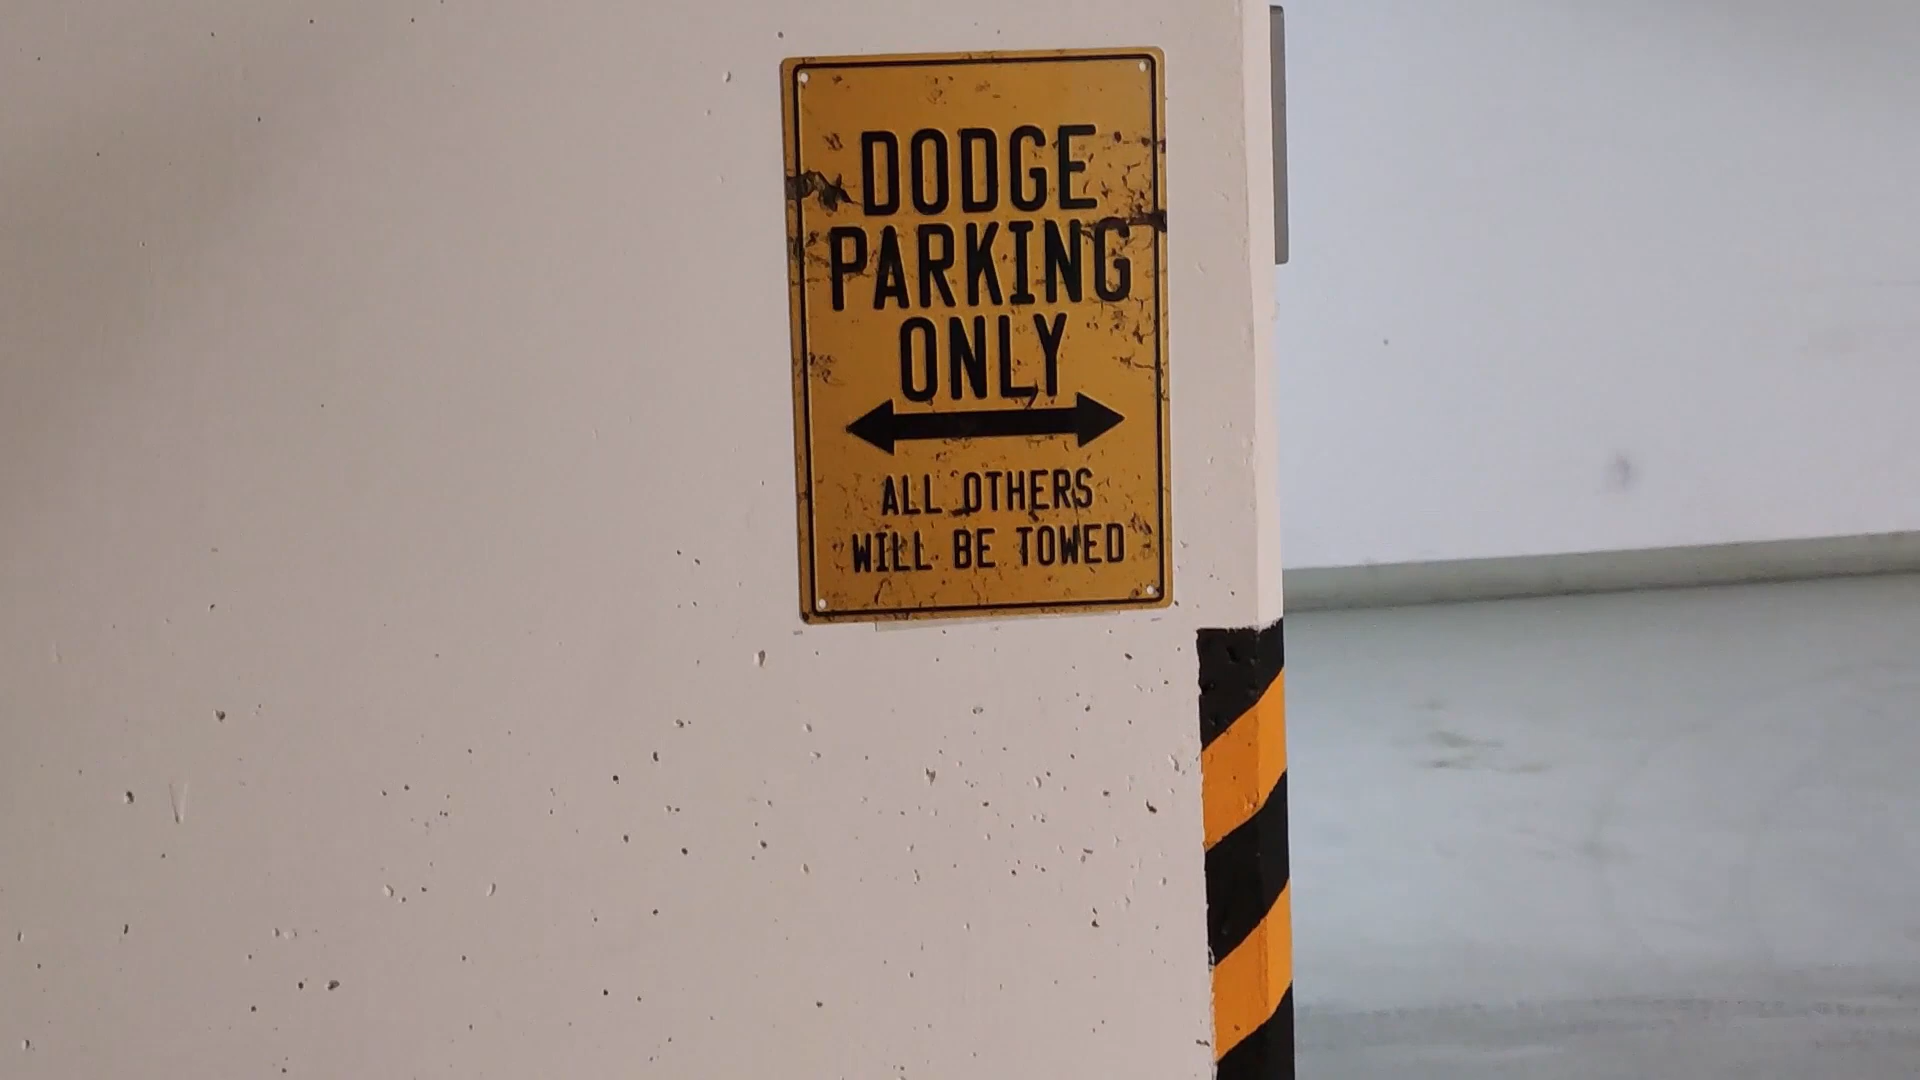 DODGE
PARKING
ONLY
ALL OTHERS
WILL BE TOWED